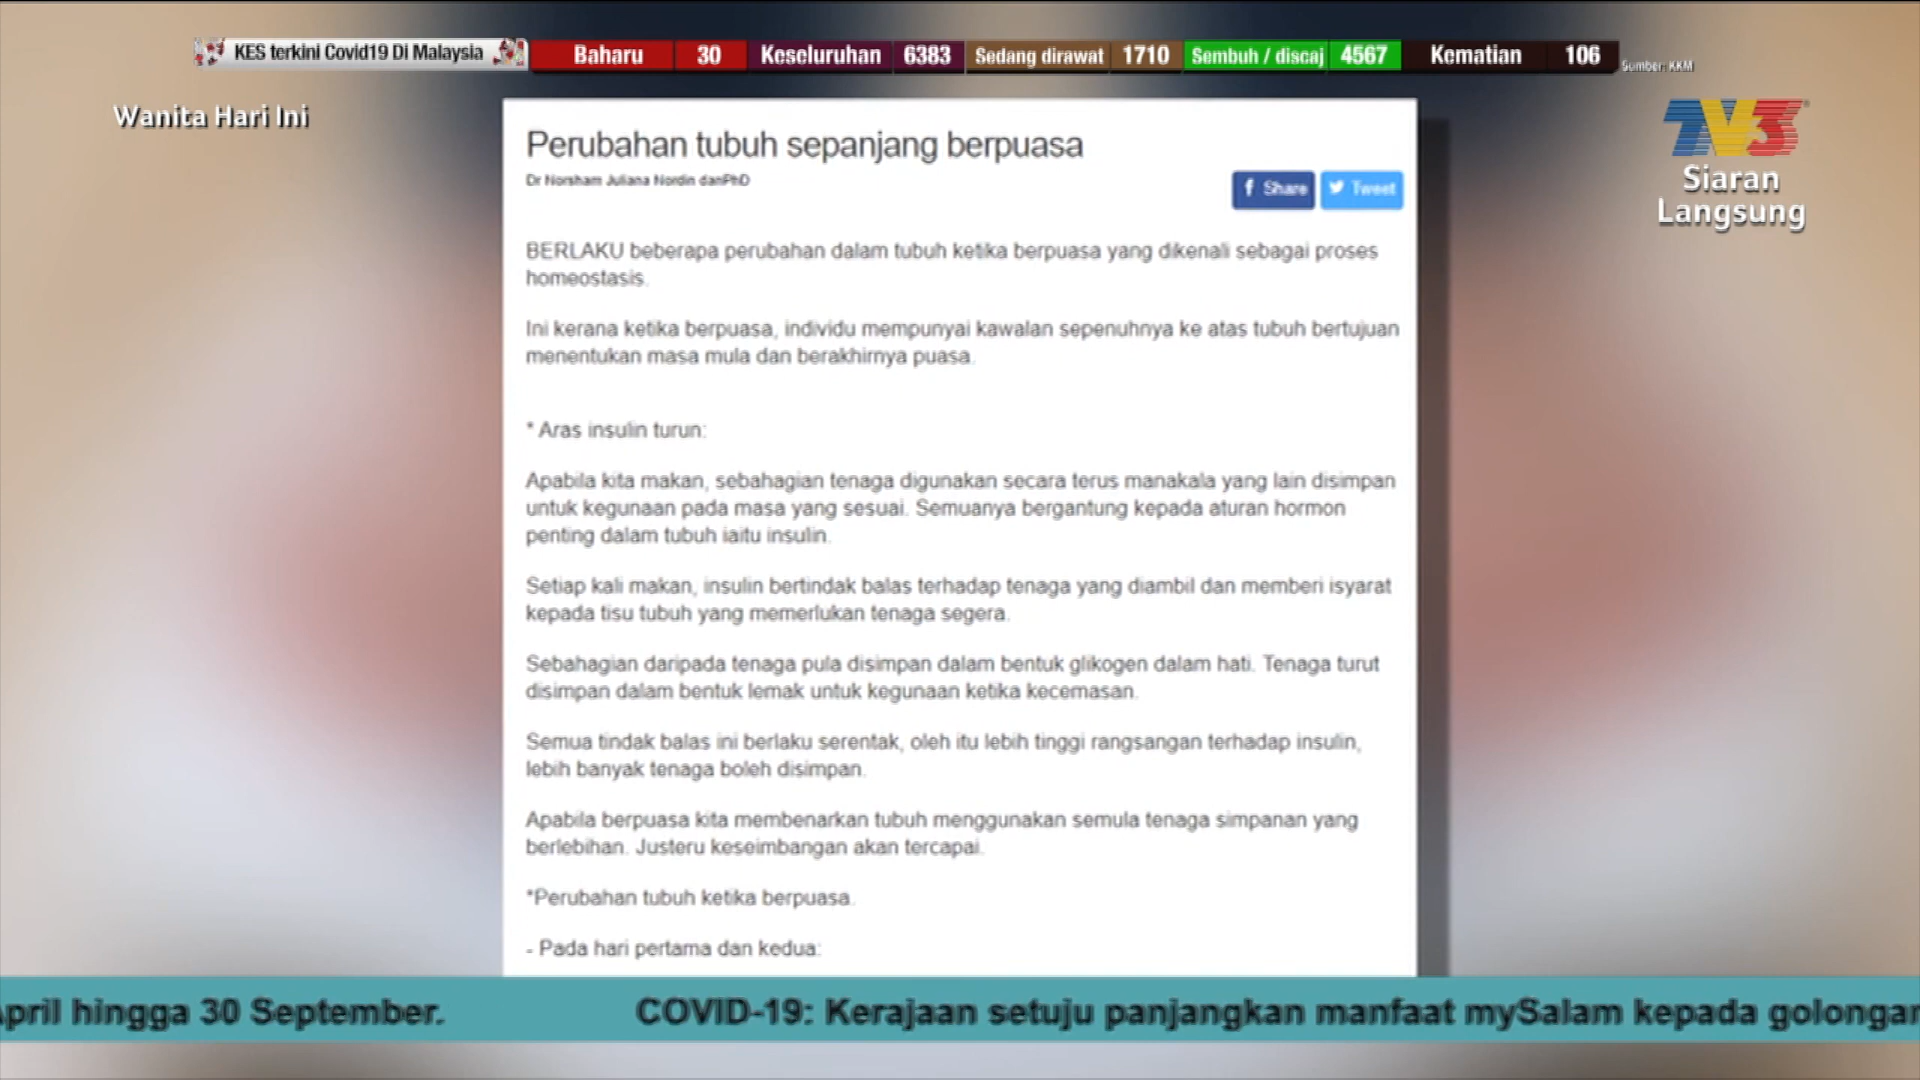 KES terkini Covid19 Di Malaysia Baharu 30 Keseluruhan 6383 Sedang dirawat 1710 Sembuh / discaj 4567 Kematian 106
Sumber: KKM
Wanita Hari Ini
TV3
Siaran
Langsung
Perubahan tubuh sepanjang berpuasa
Dr Norsham Juliana Nordin danPhD
Share Tweet
BERLAKU beberapa perubahan dalam tubuh ketika berpuasa yang dikenali sebagai proses
homeostasis.
Ini kerana ketika berpuasa, individu mempunyai kawalan sepenuhnya ke atas tubuh bertujuan
menentukan masa mula dan berakhirnya puasa.
* Aras insulin turun:
Apabila kita makan, sebahagian tenaga digunakan secara terus manakala yang lain disimpan
untuk kegunaan pada masa yang sesuai. Semuanya bergantung kepada aturan hormon
penting dalam tubuh iaitu insulin.
Setiap kali makan, insulin bertindak balas terhadap tenaga yang diambil dan memberi isyarat
kepada tisu tubuh yang memerlukan tenaga segera.
Sebahagian daripada tenaga pula disimpan dalam bentuk glikogen dalam hati. Tenaga turut
disimpan dalam bentuk lemak untuk kegunaan ketika kecemasan.
Semua tindak balas ini berlaku serentak, oleh itu lebih tinggi rangsangan terhadap insulin,
lebih banyak tenaga boleh disimpan.
Apabila berpuasa kita membenarkan tubuh menggunakan semula tenaga simpanan yang
berlebihan. Justeru keseimbangan akan tercapai.
*Perubahan tubuh ketika berpuasa.
- Pada hari pertama dan kedua:
April hingga 30 September. COVID-19: Kerajaan setuju panjangkan manfaat mySalam kepada golongan